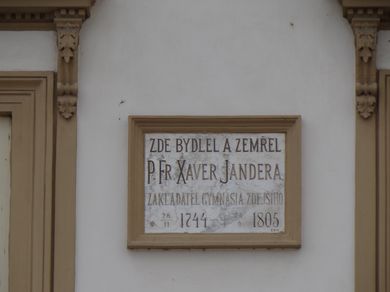 ZDE BYDLEL A ZEMŘEL
P. FR. XAVER JANDERA
ZAKLADATEL GYMNASIA ZDEJŠÍHO
1744 1805